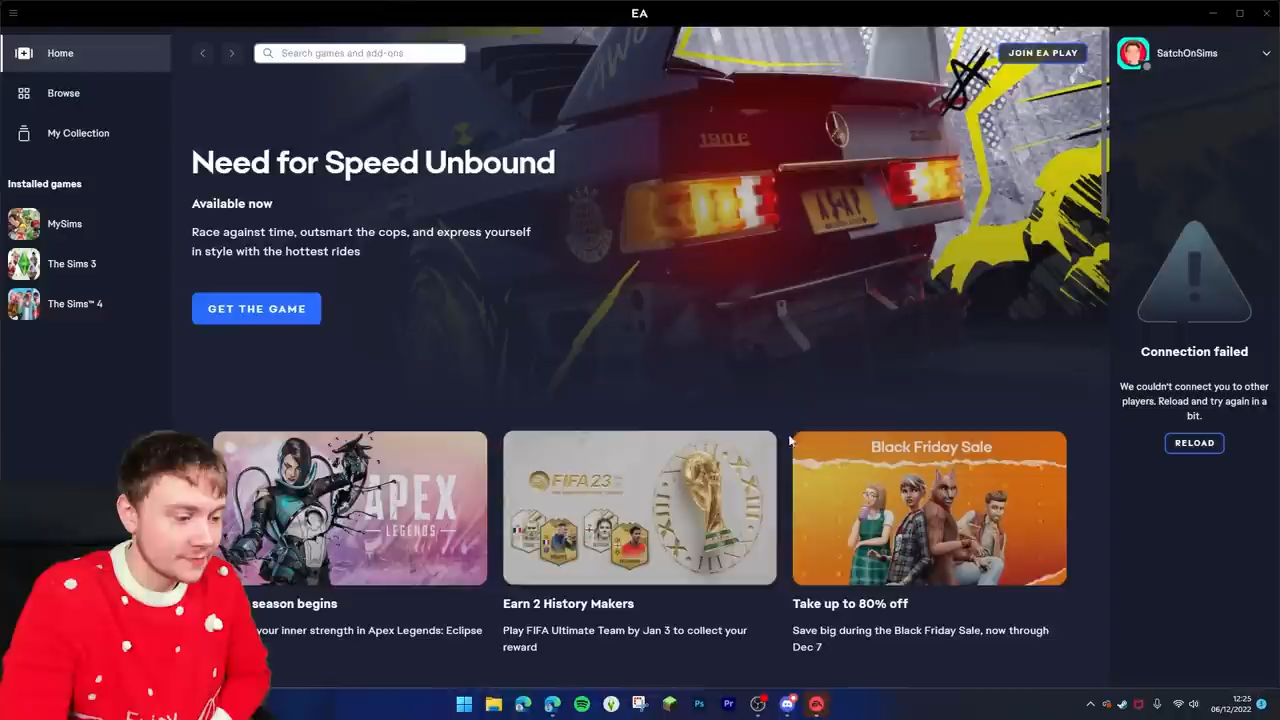 EA
Home
Search games and add-ons
JOIN EA PLAY
SatchOnSims
Browse
My Collection
Installed games
MySims
The Sims 3
The Sims™ 4
Need for Speed Unbound
Available now
Race against time, outsmart the cops, and express yourself
in style with the hottest rides
GET THE GAME
190E
Connection failed
We couldn't connect you to other
players. Reload and try again in a
bit.
RELOAD
APEX
LEGENDS
FIFA 23
Black Friday Sale
season begins
your inner strength in Apex Legends: Eclipse
Earn 2 History Makers
Play FIFA Ultimate Team by Jan 3 to collect your
reward
Take up to 80% off
Save big during the Black Friday Sale, now through
Dec 7
Ps
Pr
12:25
06/12/2022